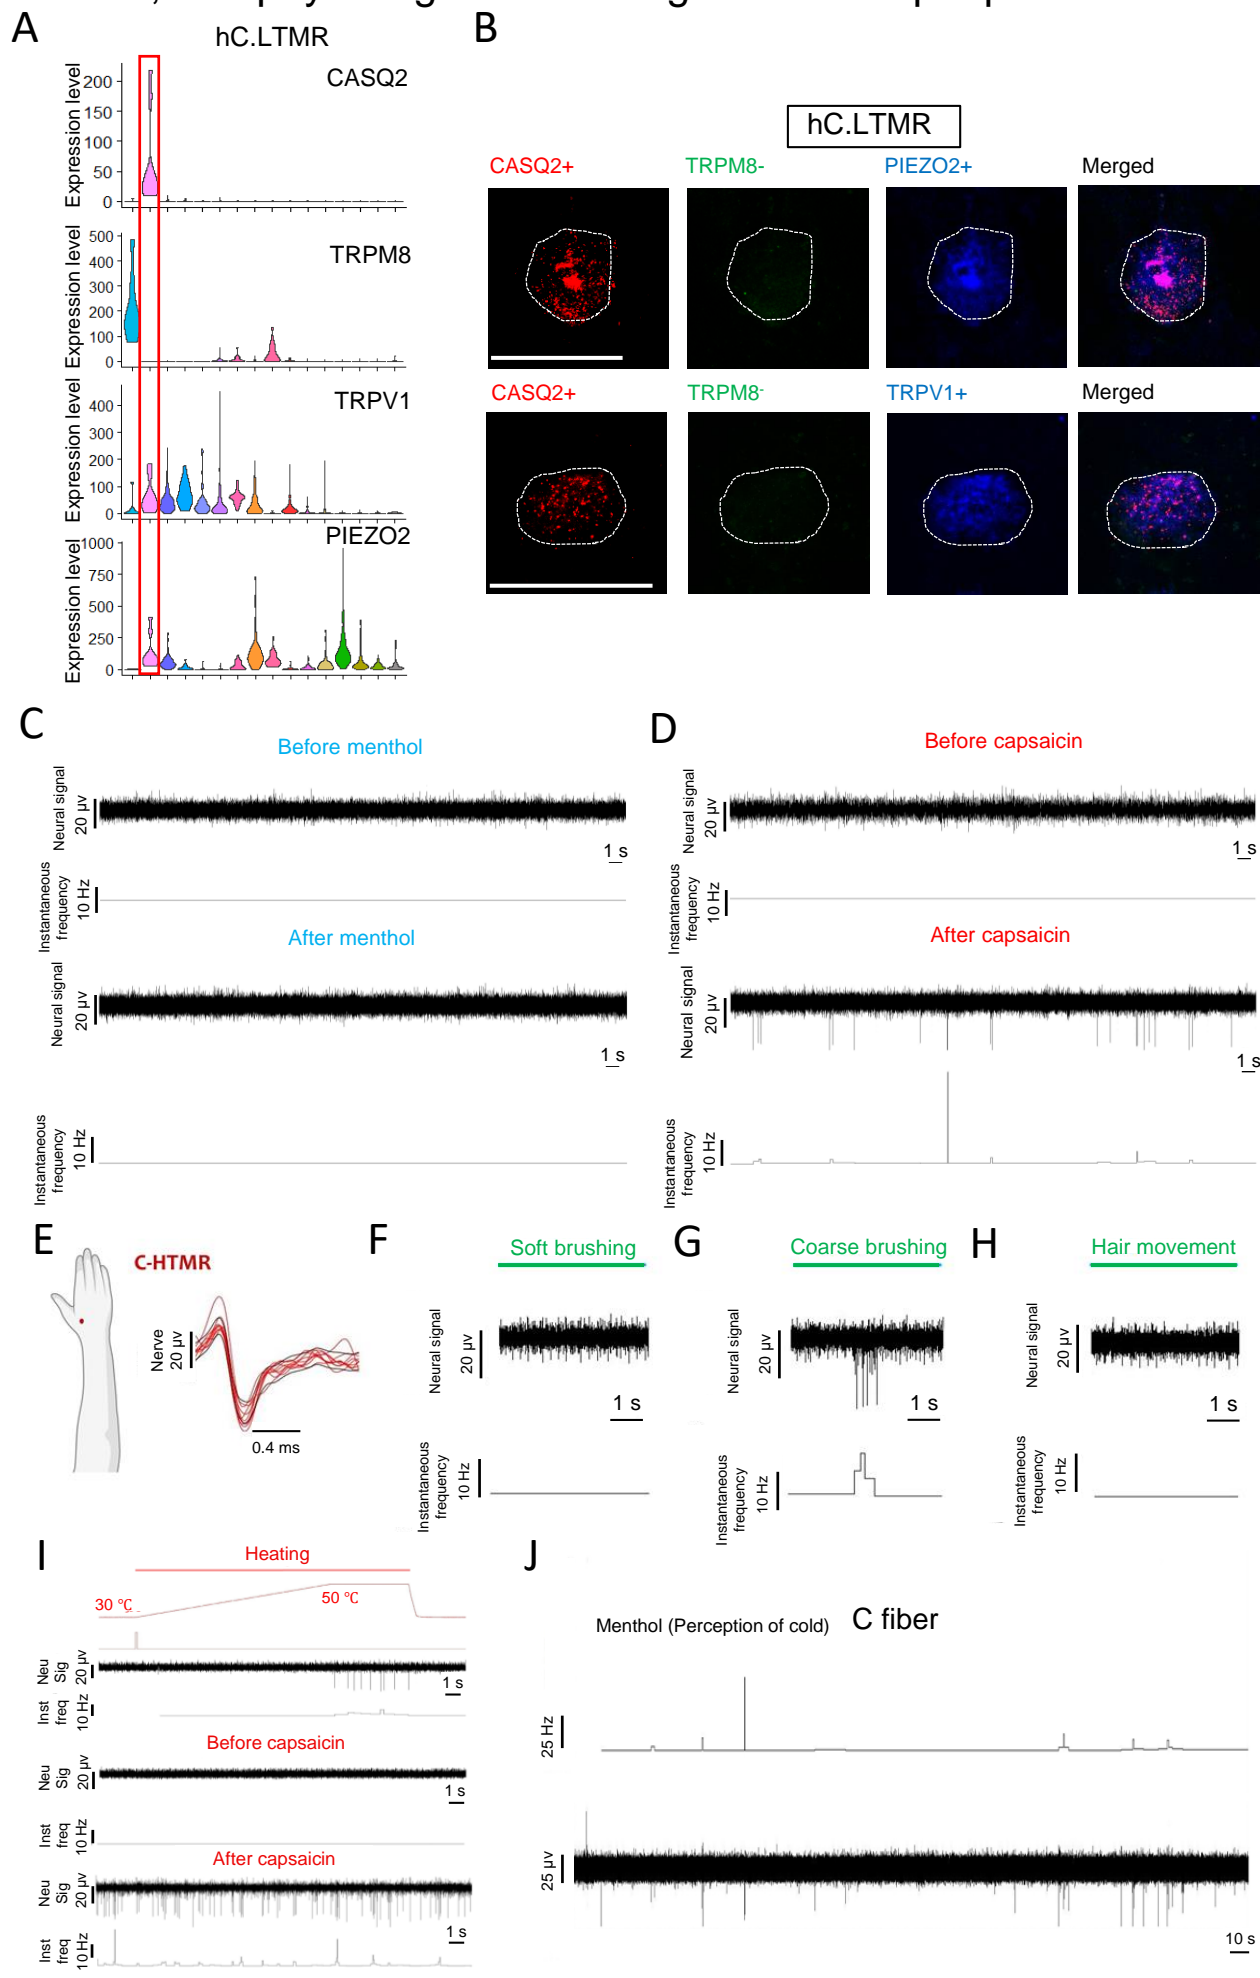 A
hC.LTMR
CASQ2
Expression level
200
150
100
50
0
TRPM8
Expression level
500
400
300
200
100
0
TRPV1
Expression level
400
300
200
100
0
PIEZO2
Expression level
1000
750
500
250
0
B
hC.LTMR
CASQ2+ TRPM8- PIEZO2+ Merged
CASQ2+ TRPM8- TRPV1+ Merged
C
Before menthol
Neural signal
20 µv
1 s
Instantaneous
frequency
10 Hz
After menthol
Neural signal
20 µv
1 s
Instantaneous
frequency
10 Hz
D
Before capsaicin
Neural signal
20 µv
1 s
Instantaneous
frequency
10 Hz
After capsaicin
Neural signal
20 µv
1 s
Instantaneous
frequency
10 Hz
E
C-HTMR
Nerve
20 µv
0.4 ms
F
Soft brushing
Neural signal
20 µv
1 s
Instantaneous
frequency
10 Hz
G
Coarse brushing
Neural signal
20 µv
1 s
Instantaneous
frequency
10 Hz
H
Hair movement
Neural signal
20 µv
1 s
Instantaneous
frequency
10 Hz
I
Heating
30 °C
50 °C
Neu
Sig
20 µv
1 s
Inst
freq
10 Hz
Before capsaicin
Neu
Sig
20 µv
1 s
Inst
freq
10 Hz
After capsaicin
Neu
Sig
20 µv
1 s
Inst
freq
10 Hz
J
Menthol (Perception of cold) C fiber
25 Hz
25 µv
10 s